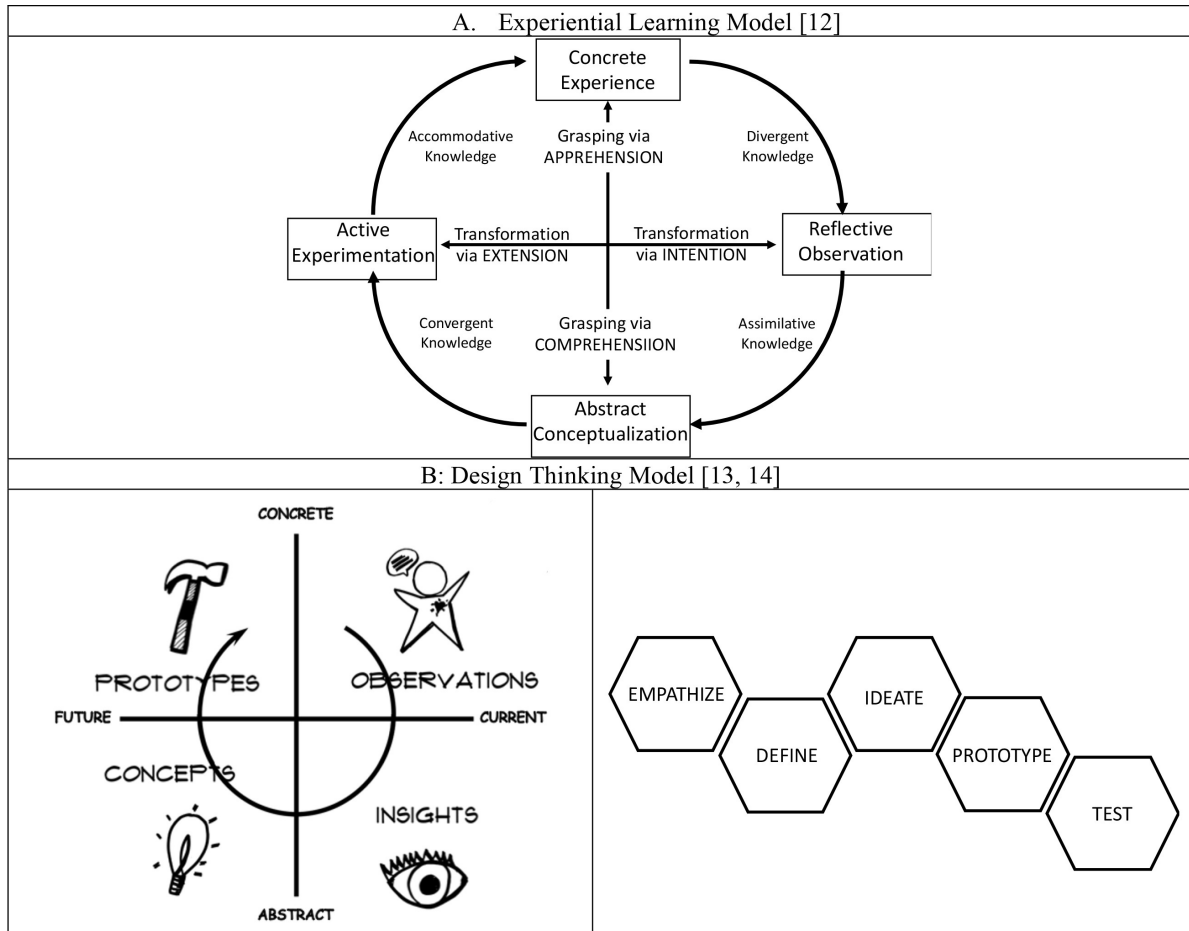 A. Experiential Learning Model [12]
Concrete
Experience
Accommodative
Knowledge
Grasping via
APPREHENSION
Divergent
Knowledge
Active
Experimentation
Transformation
via EXTENSION
Transformation
via INTENTION
Reflective
Observation
Convergent
Knowledge
Grasping via
COMPREHENSIION
Assimilative
Knowledge
Abstract
Conceptualization
B: Design Thinking Model [13, 14]
CONCRETE
PROTOTYPES
OBSERVATIONS
FUTURE
CURRENT
CONCEPTS
INSIGHTS
ABSTRACT
EMPATHIZE
DEFINE
IDEATE
PROTOTYPE
TEST